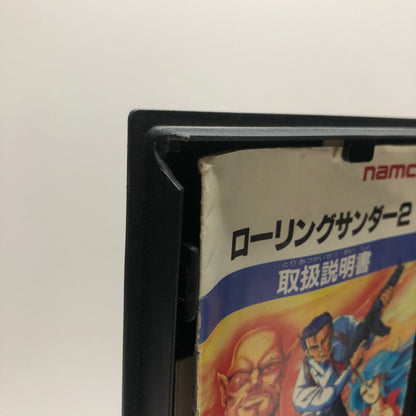 namc
ローリングサンダー2
とりあつかいせつめいしょ
取扱説明書